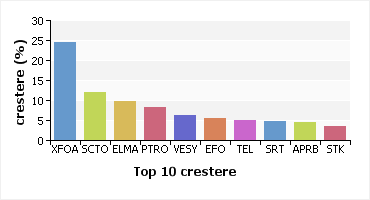 crestere (%)
30
25
20
15
10
5
0
XFOA SCTO ELMA PTRO VESY EFO TEL SRT APRB STK
Top 10 crestere